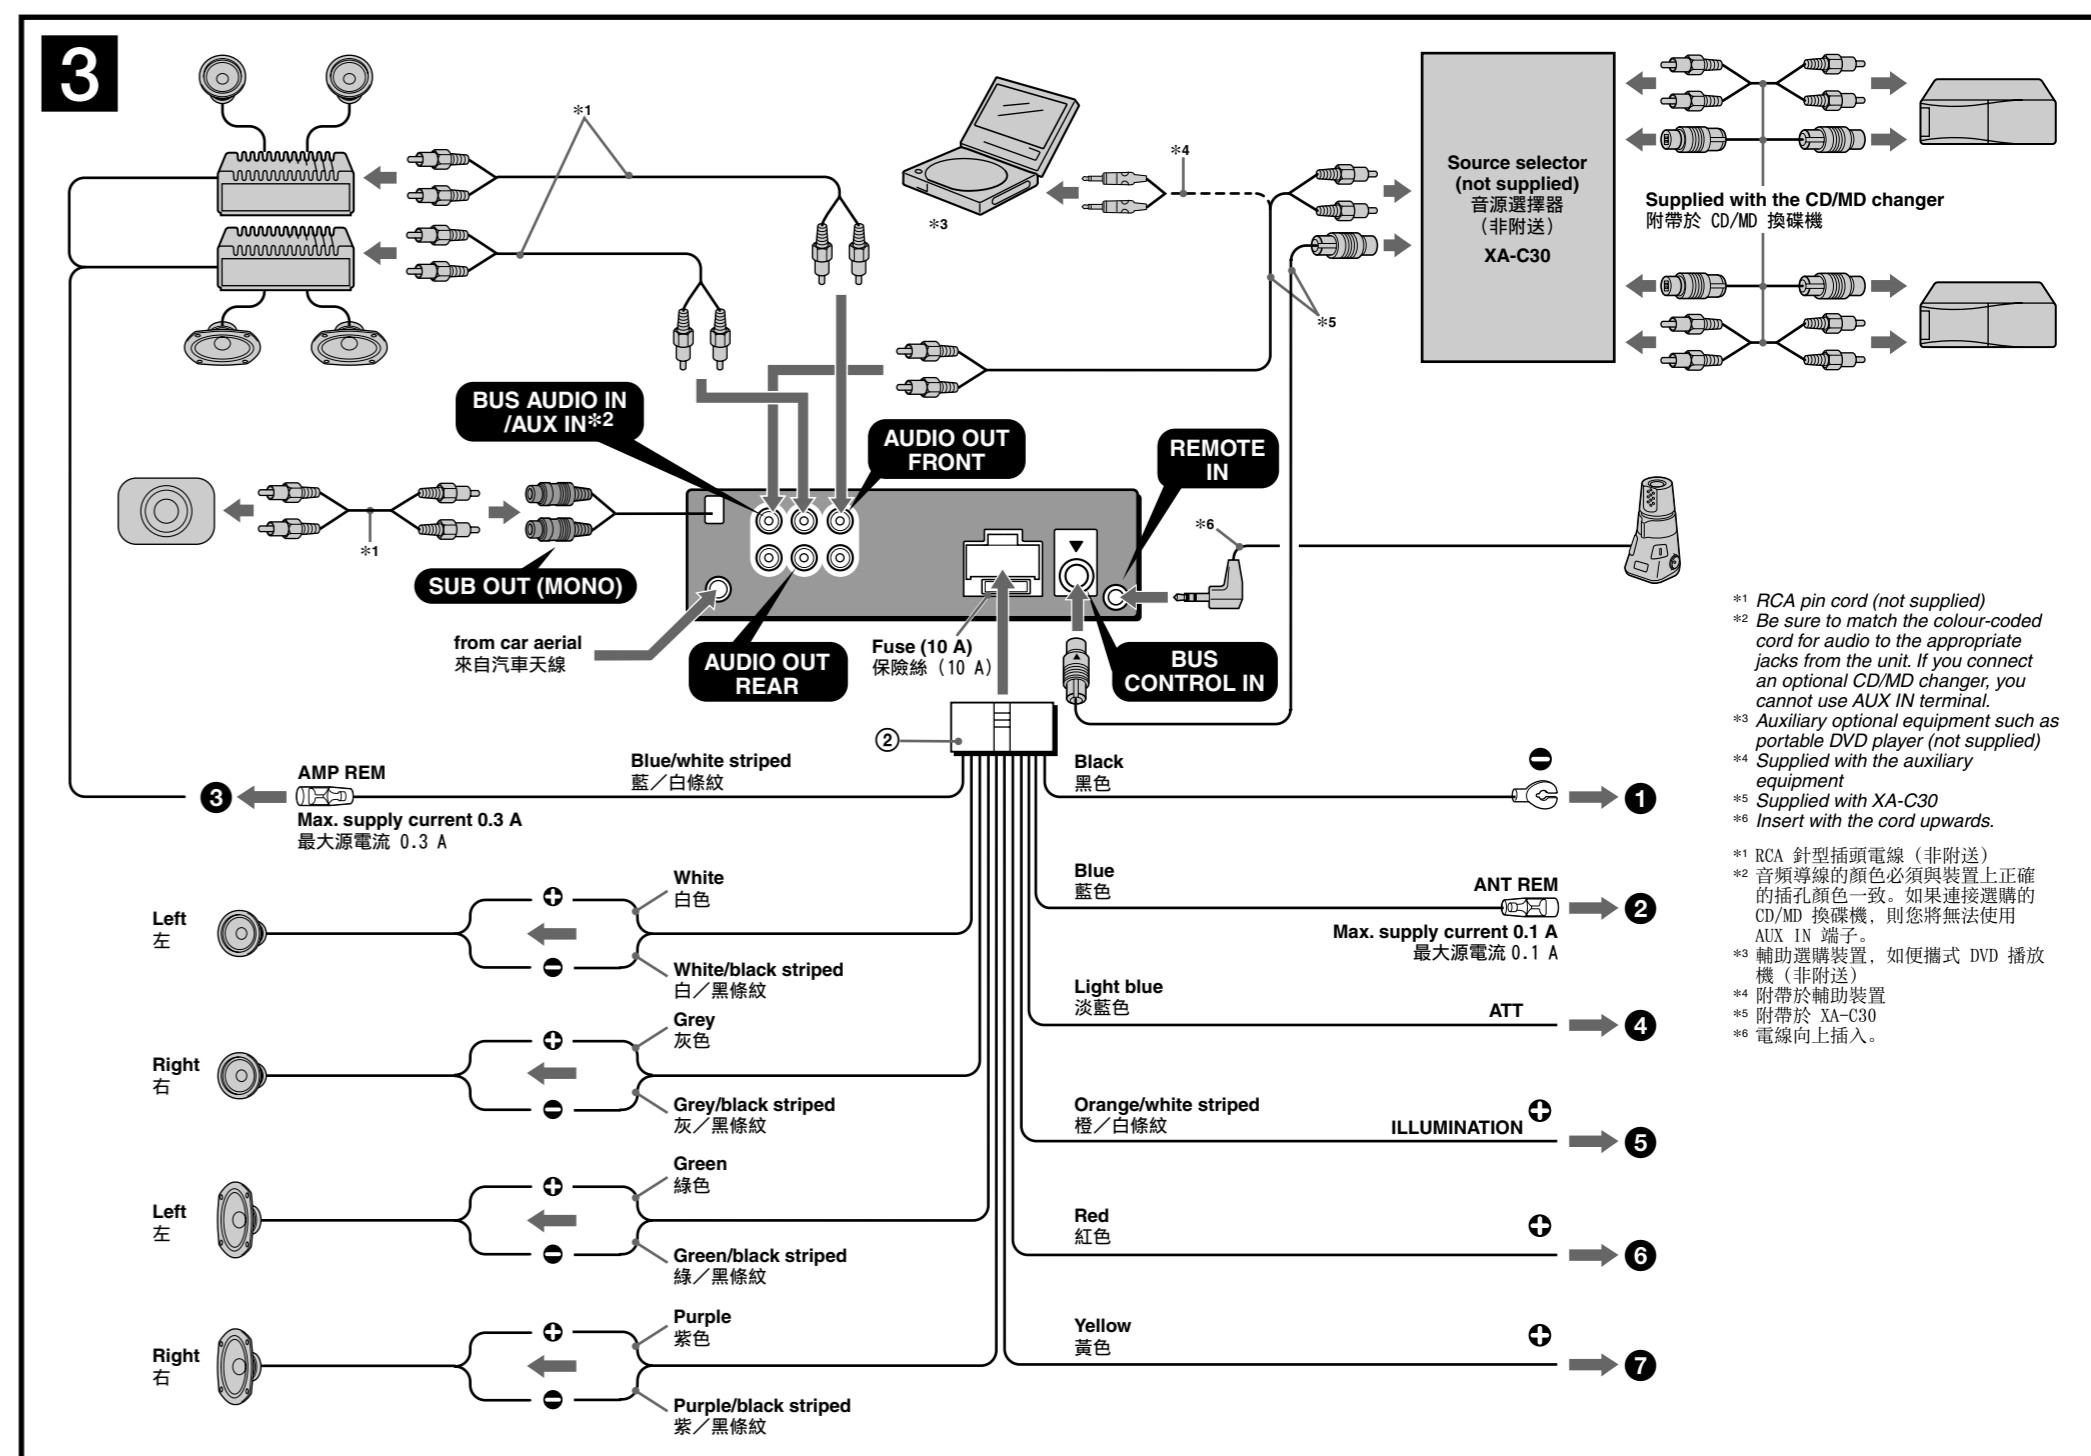 3
*1
*3
*4
*5
Source selector
(not supplied)
音源選擇器
（非附送）
XA-C30
Supplied with the CD/MD changer
附帶於 CD/MD 換碟機
BUS AUDIO IN
/AUX IN*2
AUDIO OUT
FRONT
REMOTE
IN
*1
*6
SUB OUT (MONO)
from car aerial
來自汽車天線
AUDIO OUT
REAR
Fuse (10 A)
保險絲 (10 A)
BUS
CONTROL IN
②
AMP REM
Blue/white striped
藍／白條紋
3
Max. supply current 0.3 A
最大源電流 0.3 A
Left
左
White
白色
White/black striped
白／黑條紋
Right
右
Grey
灰色
Grey/black striped
灰／黑條紋
Left
左
Green
綠色
Green/black striped
綠／黑條紋
Right
右
Purple
紫色
Purple/black striped
紫／黑條紋
Black
黑色
1
Blue
藍色
ANT REM
2
Max. supply current 0.1 A
最大源電流 0.1 A
Light blue
淡藍色
ATT
4
Orange/white striped
橙／白條紋
ILLUMINATION
5
Red
紅色
6
Yellow
黃色
7
*1 RCA pin cord (not supplied)
*2 Be sure to match the colour-coded
cord for audio to the appropriate
jacks from the unit. If you connect
an optional CD/MD changer, you
cannot use AUX IN terminal.
*3 Auxiliary optional equipment such as
portable DVD player (not supplied)
*4 Supplied with the auxiliary
equipment
*5 Supplied with XA-C30
*6 Insert with the cord upwards.
*1 RCA 針型插頭電線（非附送）
*2 音頻導線的顏色必須與裝置上正確
的插孔顏色一致。如果連接選購的
CD/MD 換碟機，則您將無法使用
AUX IN 端子。
*3 輔助選購裝置，如便攜式 DVD 播放
機（非附送）
*4 附帶於輔助裝置
*5 附帶於 XA-C30
*6 電線向上插入。